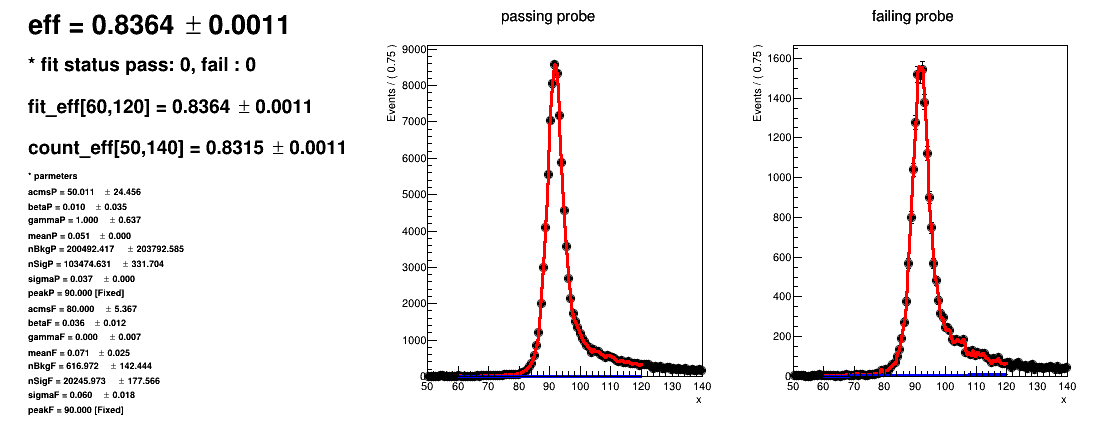 eff = 0.8364 ± 0.0011
* fit status pass: 0, fail : 0
fit_eff[60,120] = 0.8364 ± 0.0011
count_eff[50,140] = 0.8315 ± 0.0011
* parmeters
acmsP = 50.011 ± 24.456
betaP = 0.010 ± 0.035
gammaP = 1.000 ± 0.637
meanP = 0.051 ± 0.000
nBkgP = 200492.417 ± 203792.585
nSigP = 103474.631 ± 331.704
sigmaP = 0.037 ± 0.000
peakP = 90.000 [Fixed]
acmsF = 80.000 ± 5.367
betaF = 0.036 ± 0.012
gammaF = 0.000 ± 0.007
meanF = 0.071 ± 0.025
nBkgF = 616.972 ± 142.444
nSigF = 20245.973 ± 177.566
sigmaF = 0.060 ± 0.018
peakF = 90.000 [Fixed]
passing probe
Events / ( 0.75 )
9000
8000
7000
6000
5000
4000
3000
2000
1000
0
50 60 70 80 90 100 110 120 130 140
x
failing probe
Events / ( 0.75 )
1600
1400
1200
1000
800
600
400
200
0
50 60 70 80 90 100 110 120 130 140
x